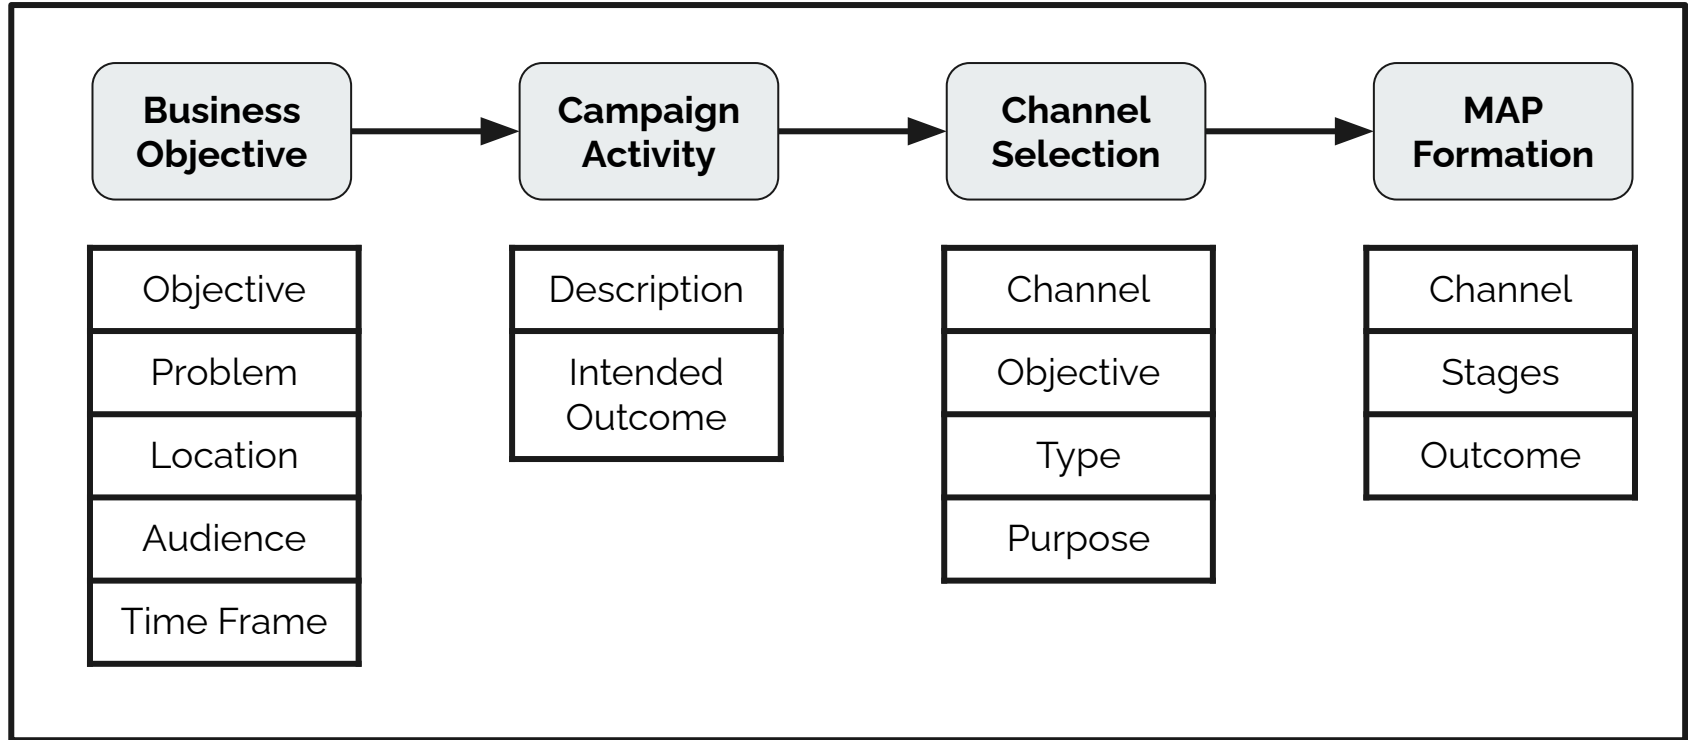 Business
Objective
Campaign
Activity
Channel
Selection
MAP
Formation
Objective
Problem
Location
Audience
Time Frame
Description
Intended
Outcome
Channel
Objective
Type
Purpose
Channel
Stages
Outcome